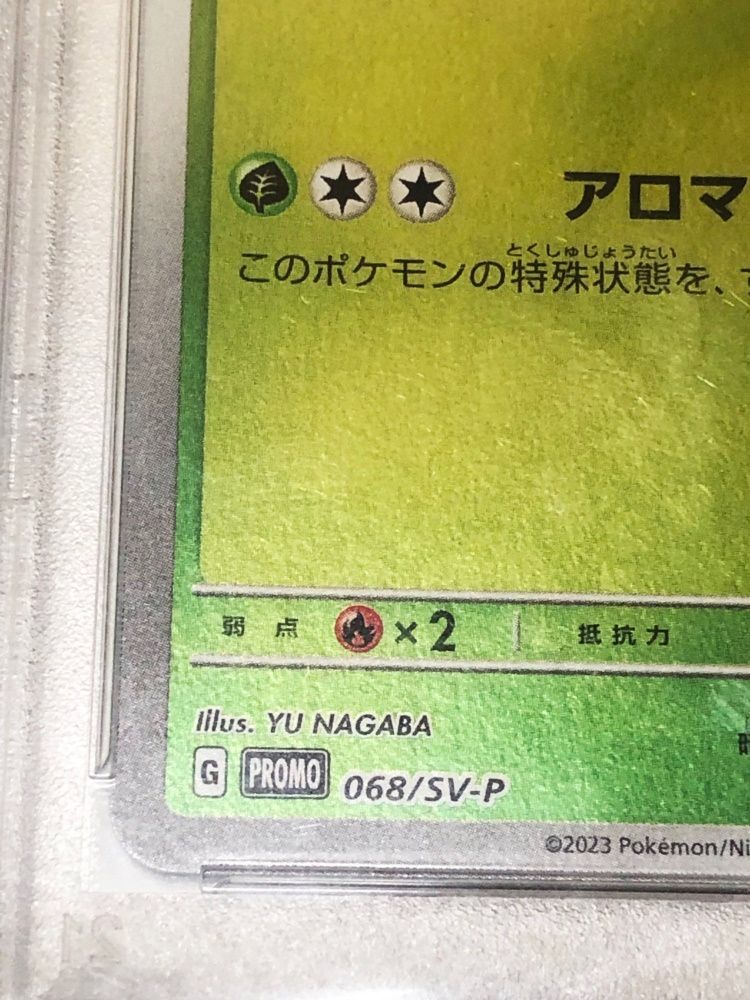 アロマ
とくしゅじょうたい
このポケモンの特殊状態を、
弱点 ×2 抵抗力
Illus. YU NAGABA
G PROMO 068/SV-P
©2023 Pokémon/Ni